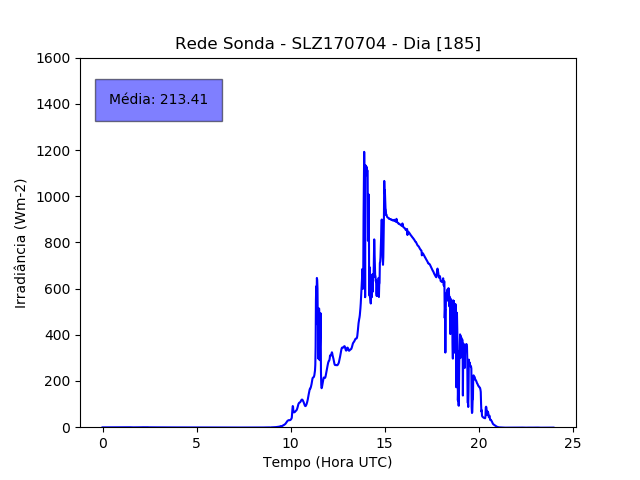 Rede Sonda - SLZ170704 - Dia [185]
1600
1400
1200
1000
800
600
400
200
0
Média: 213.41
Irradiância (Wm-2)
0 5 10 15 20 25
Tempo (Hora UTC)